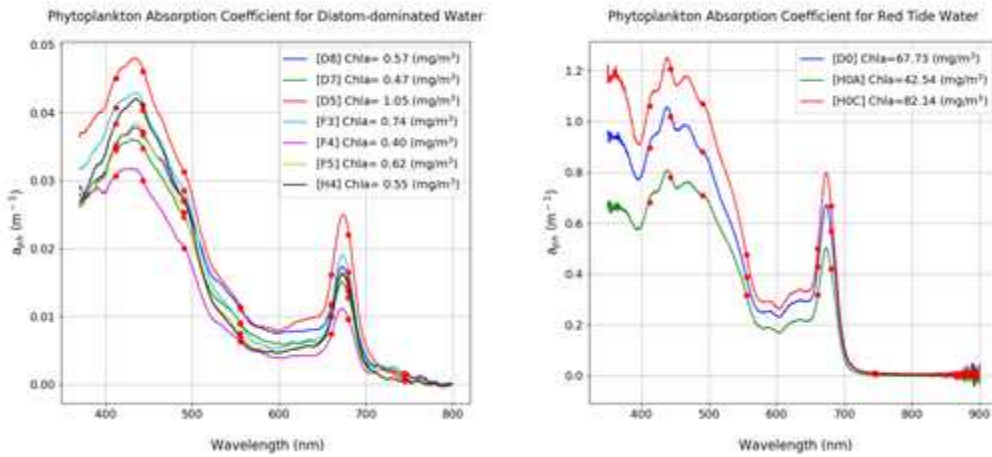 Phytoplankton Absorption Coefficient for Diatom-dominated Water
[D8] Chla= 0.57 (mg/m³)
[D7] Chla= 0.47 (mg/m³)
[D5] Chla= 1.05 (mg/m³)
[F3] Chla= 0.74 (mg/m³)
[F4] Chla= 0.40 (mg/m³)
[F5] Chla= 0.62 (mg/m³)
[H4] Chla= 0.55 (mg/m³)
0.05
0.04
0.03
0.02
0.01
0.00
a_ph (m⁻¹)
400 500 600 700 800
Wavelength (nm)
Phytoplankton Absorption Coefficient for Red Tide Water
[D0] Chla=67.75 (mg/m³)
[H0A] Chla=42.54 (mg/m³)
[H0C] Chla=82.14 (mg/m³)
1.2
1.0
0.8
0.6
0.4
0.2
0.0
a_ph (m⁻¹)
400 500 600 700 800 900
Wavelength (nm)